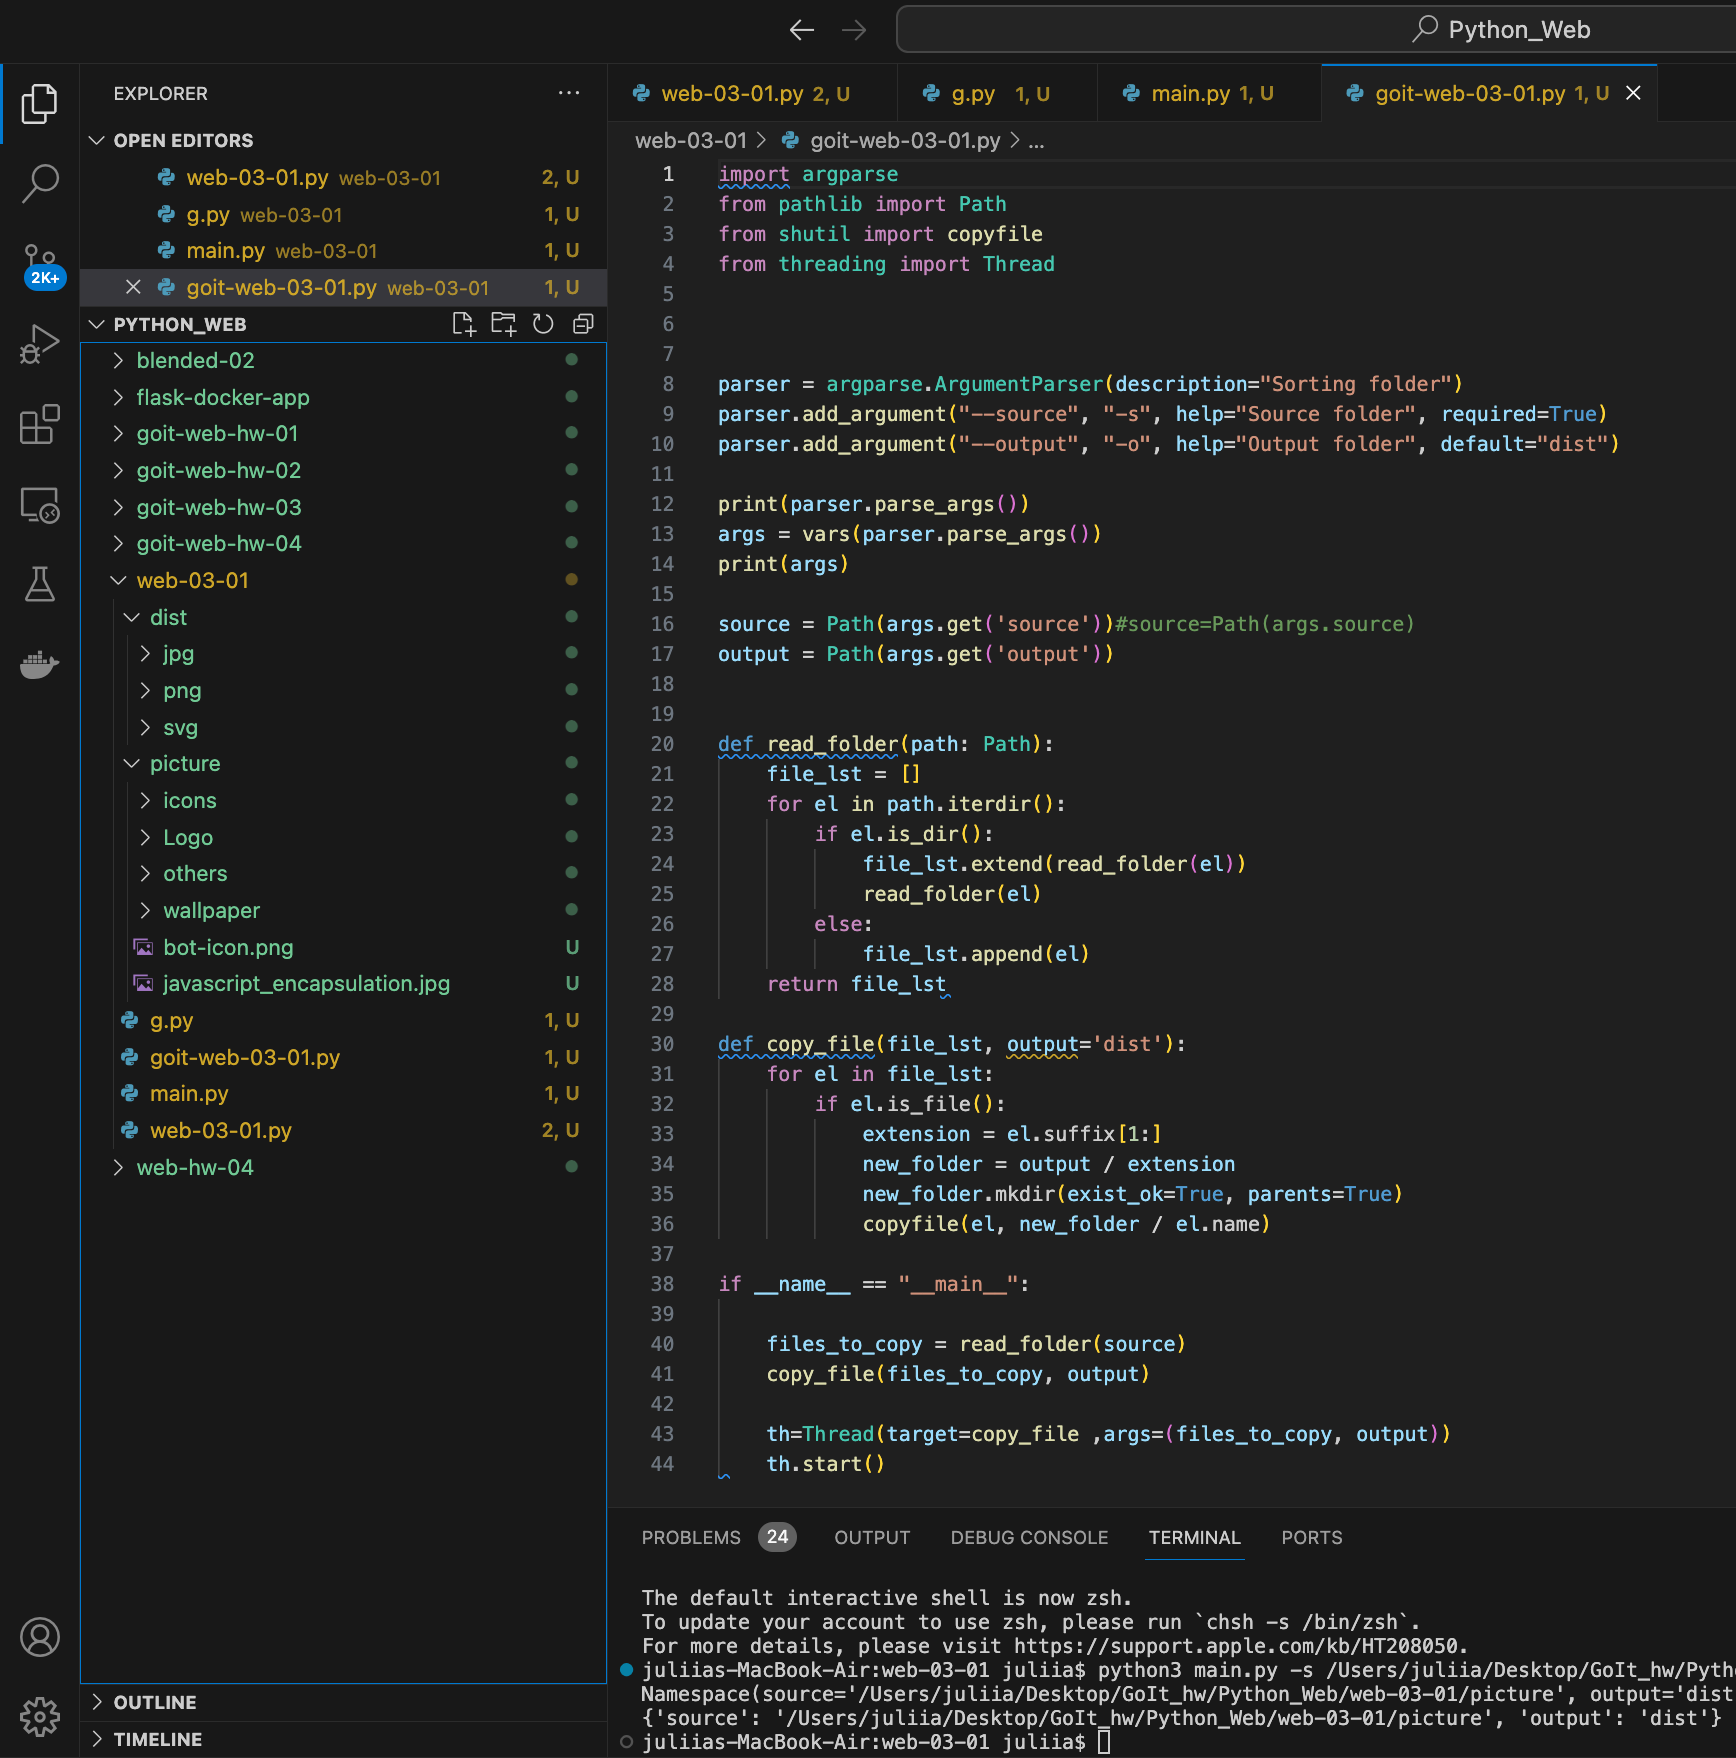 Python_Web
EXPLORER
OPEN EDITORS
web-03-01.py web-03-01 2, U
g.py web-03-01 1, U
main.py web-03-01 1, U
goit-web-03-01.py web-03-01 1, U
2K+
PYTHON_WEB
blended-02
flask-docker-app
goit-web-hw-01
goit-web-hw-02
goit-web-hw-03
goit-web-hw-04
web-03-01
dist
jpg
png
svg
picture
icons
Logo
others
wallpaper
bot-icon.png U
javascript_encapsulation.jpg U
g.py 1, U
goit-web-03-01.py 1, U
main.py 1, U
web-03-01.py 2, U
web-hw-04
OUTLINE
TIMELINE
web-03-01.py 2, U g.py 1, U main.py 1, U goit-web-03-01.py 1, U
web-03-01 > goit-web-03-01.py > ...
1 import argparse
2 from pathlib import Path
3 from shutil import copyfile
4 from threading import Thread
5
6
7
8 parser = argparse.ArgumentParser(description="Sorting folder")
9 parser.add_argument("--source", "-s", help="Source folder", required=True)
10 parser.add_argument("--output", "-o", help="Output folder", default="dist")
11
12 print(parser.parse_args())
13 args = vars(parser.parse_args())
14 print(args)
15
16 source = Path(args.get('source'))#source=Path(args.source)
17 output = Path(args.get('output'))
18
19
20 def read_folder(path: Path):
21     file_lst = []
22     for el in path.iterdir():
23         if el.is_dir():
24             file_lst.extend(read_folder(el))
25             read_folder(el)
26         else:
27             file_lst.append(el)
28     return file_lst
29
30 def copy_file(file_lst, output='dist'):
31     for el in file_lst:
32         if el.is_file():
33             extension = el.suffix[1:]
34             new_folder = output / extension
35             new_folder.mkdir(exist_ok=True, parents=True)
36             copyfile(el, new_folder / el.name)
37
38 if __name__ == "__main__":
39
40     files_to_copy = read_folder(source)
41     copy_file(files_to_copy, output)
42
43     th=Thread(target=copy_file ,args=(files_to_copy, output))
44     th.start()
PROBLEMS 24 OUTPUT DEBUG CONSOLE TERMINAL PORTS
The default interactive shell is now zsh.
To update your account to use zsh, please run `chsh -s /bin/zsh`.
For more details, please visit https://support.apple.com/kb/HT208050.
juliias-MacBook-Air:web-03-01 juliia$ python3 main.py -s /Users/juliia/Desktop/GoIt_hw/Pyth
Namespace(source='/Users/juliia/Desktop/GoIt_hw/Python_Web/web-03-01/picture', output='dist
{'source': '/Users/juliia/Desktop/GoIt_hw/Python_Web/web-03-01/picture', 'output': 'dist'}
juliias-MacBook-Air:web-03-01 juliia$